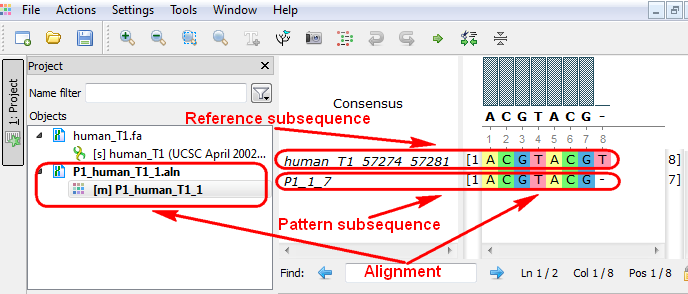 File Actions Settings Tools Window Help
1: Project
Project
Name filter
Objects
human_T1.fa
[s] human_T1 (UCSC April 2002...
P1_human_T1_1.aln
[m] P1_human_T1_1
Consensus
A C G T A C G -
1 2 3 4 5 6 7 8
Reference subsequence
human_T1_57274_57281 [1 A C G T A C G T 8]
P1_1_7 [1 A C G T A C G - 7]
Pattern subsequence
Alignment
Find: Ln 1 / 2 Col 1 / 8 Pos 1 / 8